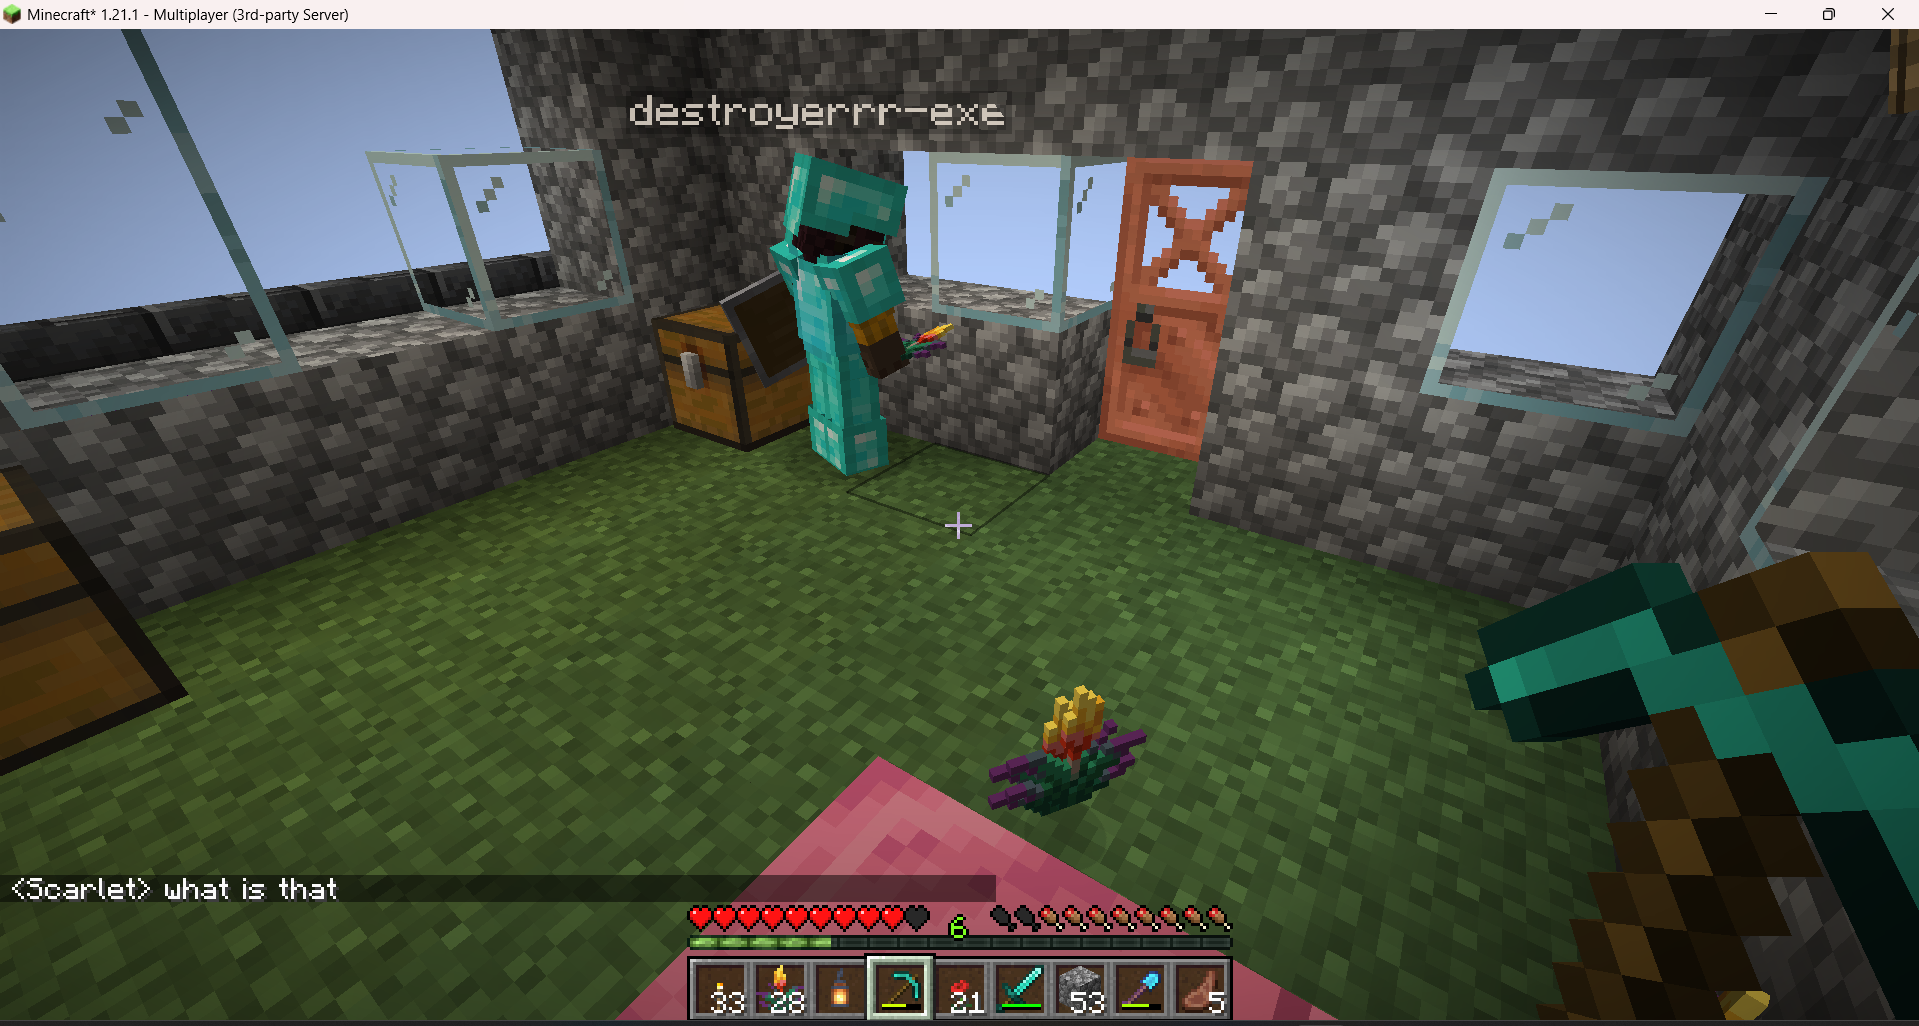 Minecraft* 1.21.1 - Multiplayer (3rd-party Server)
destroyerrr-exe
<Scarlet> what is that
6
33 28 21 53 5